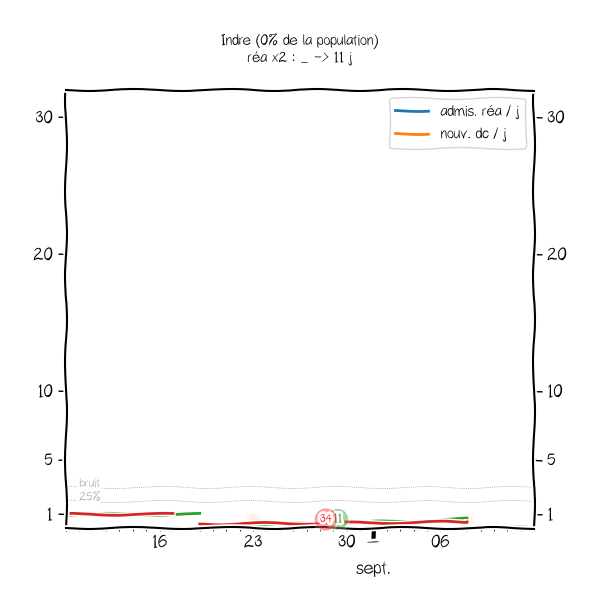 Indre (0% de la population)
réa x2 : _ -> 11 j
admis. réa / j
nouv. dc / j
30 30
20 20
10 10
5 5
bruit
25%
1 34 11 1
16 23 30 06
sept.